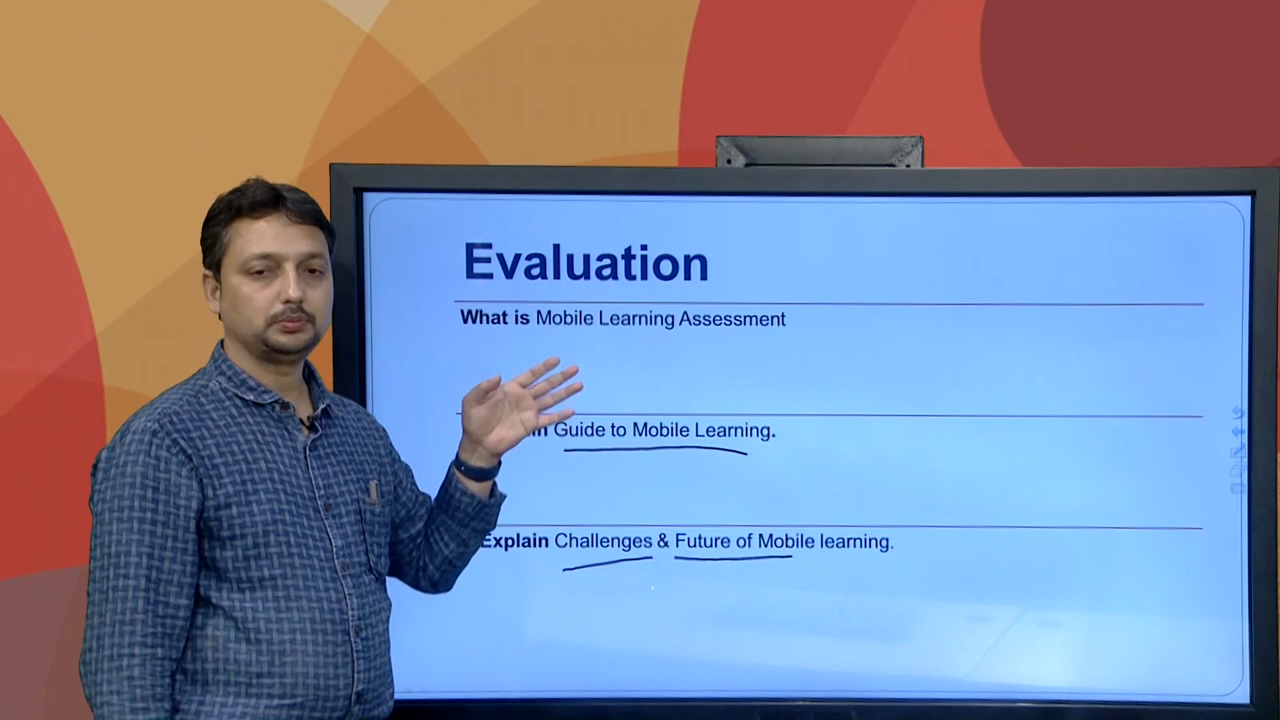 Evaluation
What is Mobile Learning Assessment
Guide to Mobile Learning.
Explain Challenges & Future of Mobile learning.